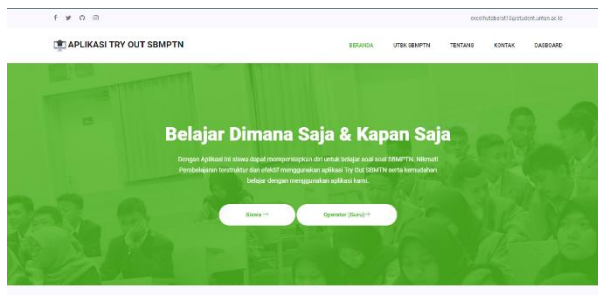 APLIKASI TRY OUT SBMPTN
BERANDA UTBK SBMPTN TENTANG KONTAK DASBOARD
Belajar Dimana Saja & Kapan Saja
Dengan Aplikasi Ini siswa dapat mempersiapkan diri untuk belajar soal soal SBMPTN. Nikmati
Pembelajaran terstruktur dan efektif menggunakan aplikasi Try Out SBMTN serta kemudahan
belajar dengan menggunakan aplikasi kami.
Siswa →
Operator (Guru) →